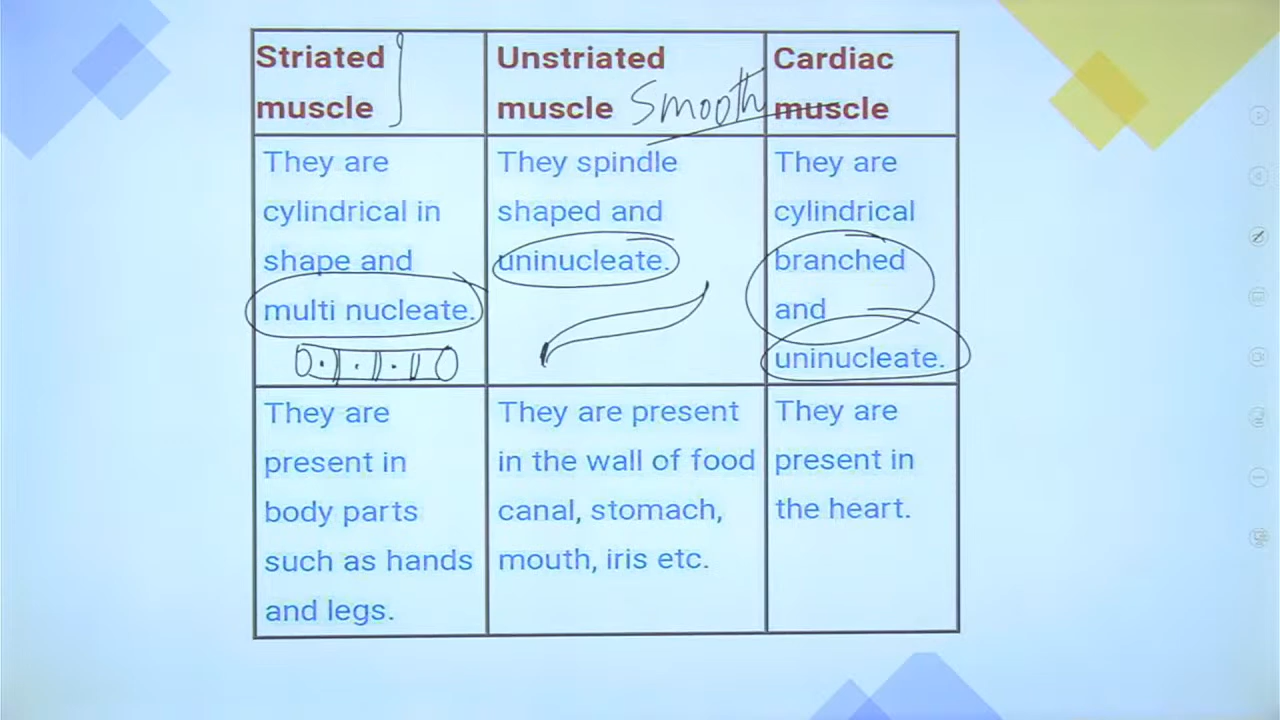 Striated
muscle
Unstriated
muscle Smooth
Cardiac
muscle
They are
cylindrical in
shape and
multi nucleate.
They spindle
shaped and
uninucleate.
They are
cylindrical
branched
and
uninucleate.
They are
present in
body parts
such as hands
and legs.
They are present
in the wall of food
canal, stomach,
mouth, iris etc.
They are
present in
the heart.